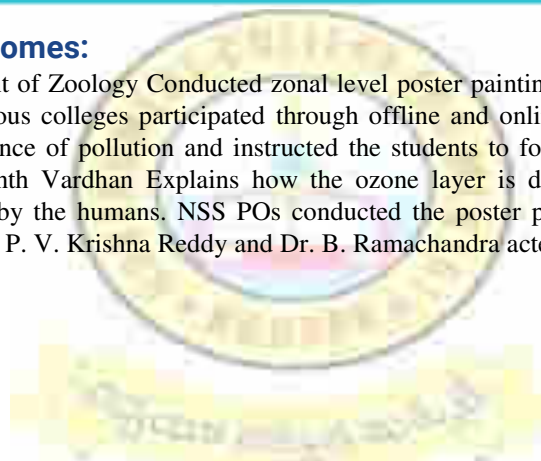 omes:
t of Zoology Conducted zonal level poster paintin
ous colleges participated through offline and onli
nce of pollution and instructed the students to fo
nth Vardhan Explains how the ozone layer is d
by the humans. NSS POs conducted the poster p
P. V. Krishna Reddy and Dr. B. Ramachandra acte